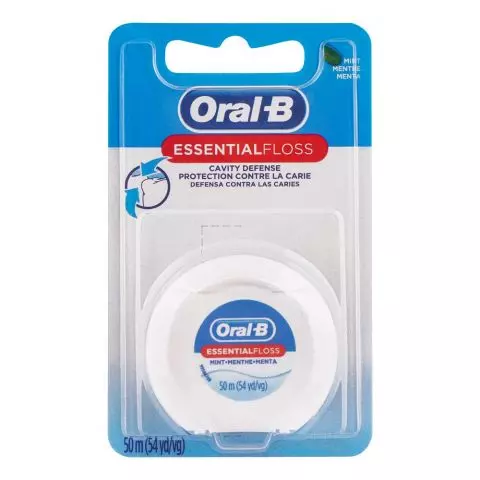 MINT
MENTHE
MENTA
Oral-B
ESSENTIALFLOSS
CAVITY DEFENSE
PROTECTION CONTRE LA CARIE
DEFENSA CONTRA LAS CARIES
Oral-B
ESSENTIALFLOSS
MINT•MENTHE•MENTA
50 m (54 yd/vg)
50 m (54 yd/vg)